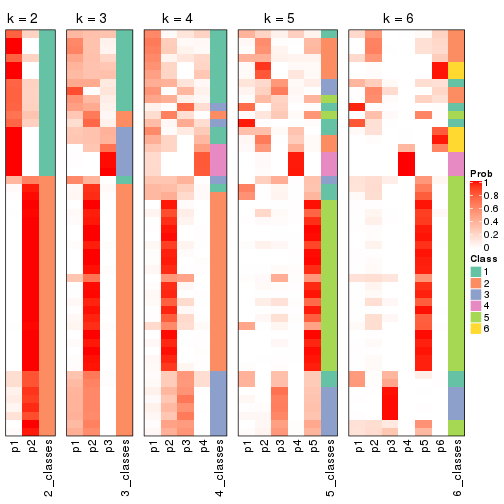 k = 2
k = 3
k = 4
k = 5
k = 6
p1
p2
2_classes
p1
p2
p3
3_classes
p1
p2
p3
p4
4_classes
p1
p2
p3
p4
p5
5_classes
p1
p2
p3
p4
p5
p6
6_classes
Prob
1
0.8
0.6
0.4
0.2
0
Class
1
2
3
4
5
6